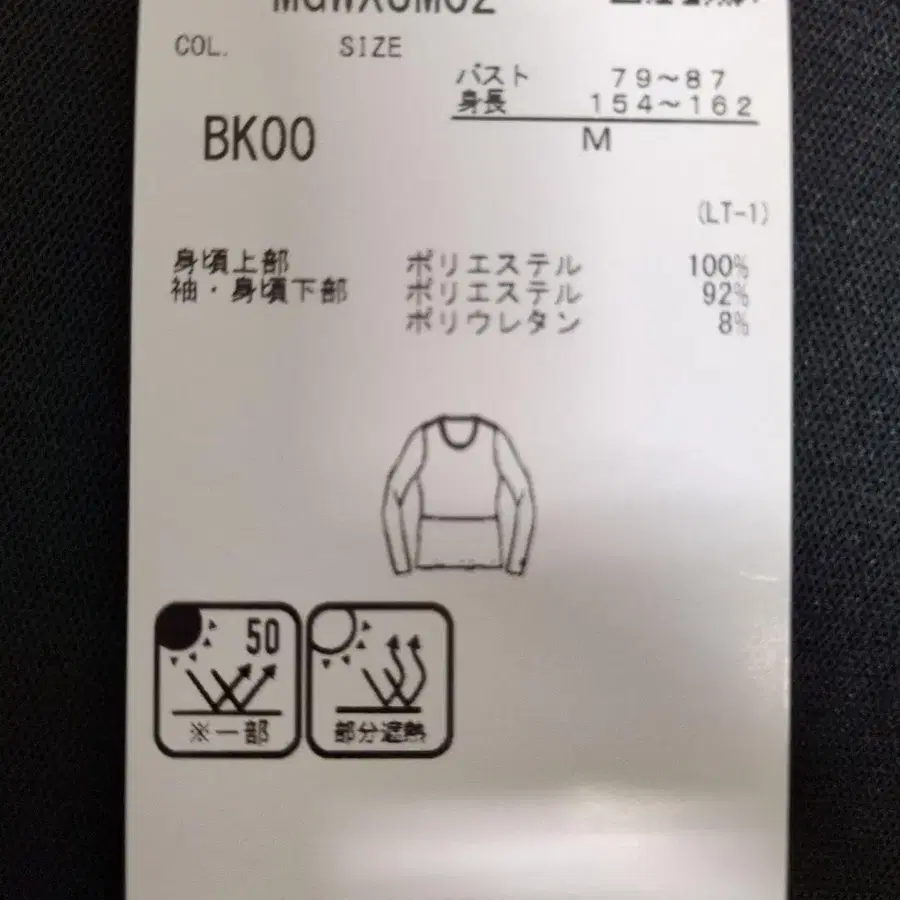 COL. SIZE
バスト 79~87
身長 154~162
BK00 M
(LT-1)
身頃上部 ポリエステル 100%
袖・身頃下部 ポリエステル 92%
ポリウレタン 8%
50
※一部
部分遮熱